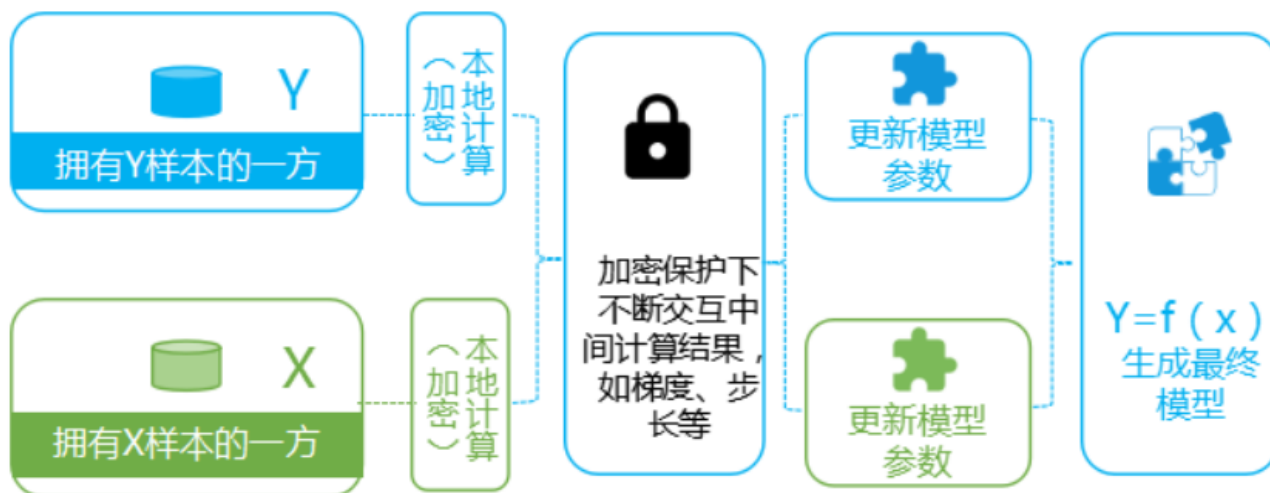 Y
拥有Y样本的一方
本地计算
（加密）
X
拥有X样本的一方
本地计算
（加密）
加密保护下
不断交互中
间计算结果，
如梯度、步
长等
更新模型
参数
更新模型
参数
Y=f（x）
生成最终
模型